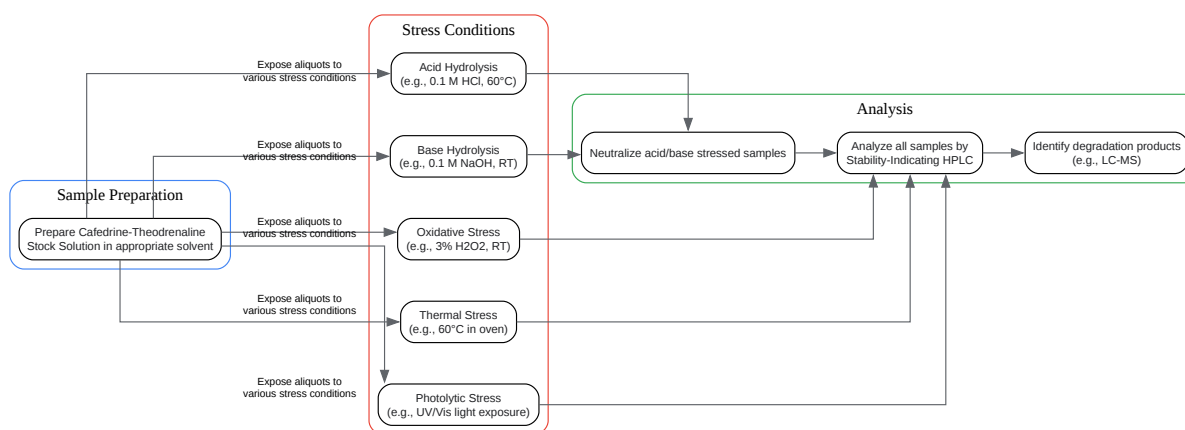 Stress Conditions
Expose aliquots to
various stress conditions
Acid Hydrolysis
(e.g., 0.1 M HCl, 60°C)
Analysis
Expose aliquots to
various stress conditions
Base Hydrolysis
(e.g., 0.1 M NaOH, RT)
Neutralize acid/base stressed samples
Analyze all samples by
Stability-Indicating HPLC
Identify degradation products
(e.g., LC-MS)
Sample Preparation
Prepare Cafedrine-Theodrenaline
Stock Solution in appropriate solvent
Expose aliquots to
various stress conditions
Oxidative Stress
(e.g., 3% H2O2, RT)
Expose aliquots to
various stress conditions
Thermal Stress
(e.g., 60°C in oven)
Expose aliquots to
various stress conditions
Photolytic Stress
(e.g., UV/Vis light exposure)